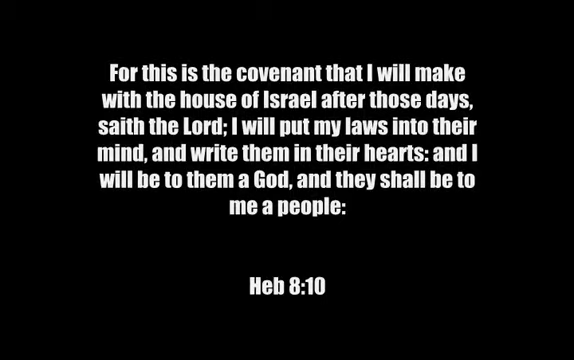 For this is the covenant that I will make
with the house of Israel after those days,
saith the Lord; I will put my laws into their
mind, and write them in their hearts: and I
will be to them a God, and they shall be to
me a people:
Heb 8:10